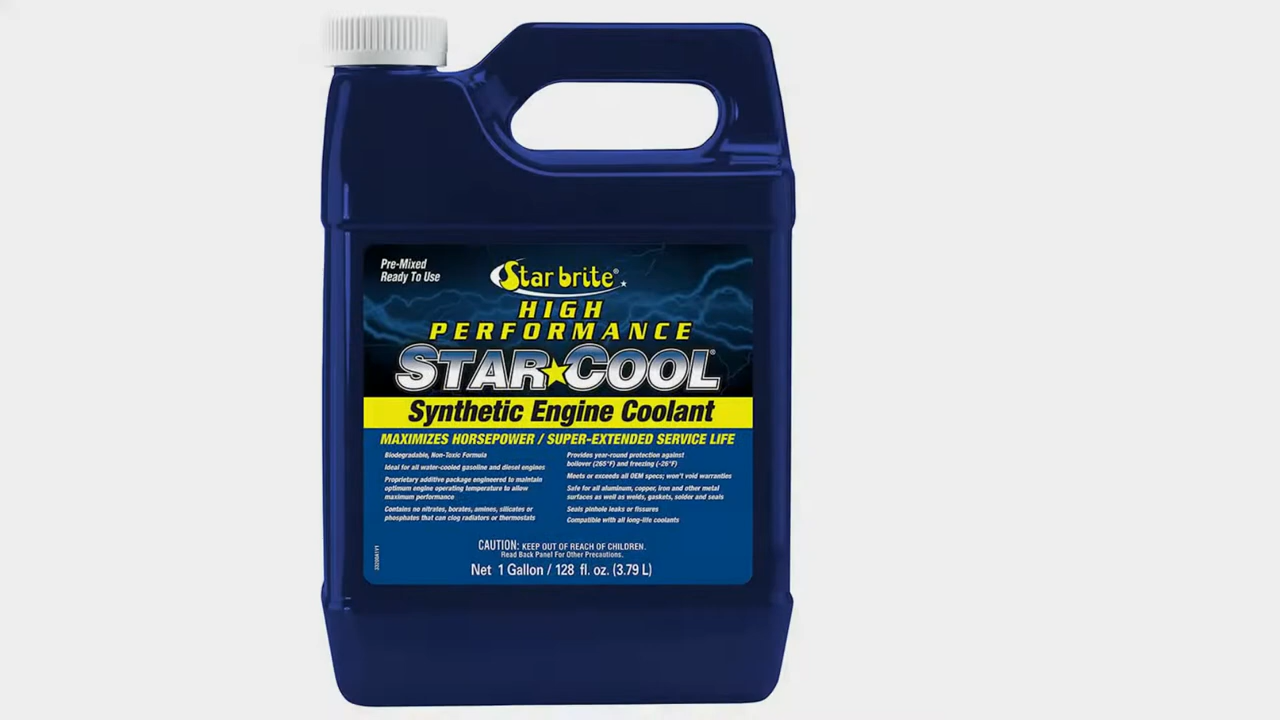 Pre-Mixed
Ready To Use
Star brite®
HIGH
PERFORMANCE
STAR COOL®
Synthetic Engine Coolant
MAXIMIZES HORSEPOWER / SUPER-EXTENDED SERVICE LIFE
Biodegradable, Non-Toxic Formula
Ideal for all water-cooled gasoline and diesel engines
Proprietary additive package engineered to maintain
optimum engine operating temperature to allow
maximum performance
Contains no nitrates, borates, amines, silicates or
phosphates that can clog radiators or thermostats
Provides year-round protection against
boilover (265°F) and freezing (-26°F)
Meets or exceeds all OEM specs; won't void warranties
Safe for all aluminum, copper, iron and other metal
surfaces as well as welds, gaskets, solder and seals
Seals pinhole leaks or fissures
Compatible with all long-life coolants
CAUTION: KEEP OUT OF REACH OF CHILDREN.
Read Back Panel For Other Precautions.
Net 1 Gallon / 128 fl. oz. (3.79 L)